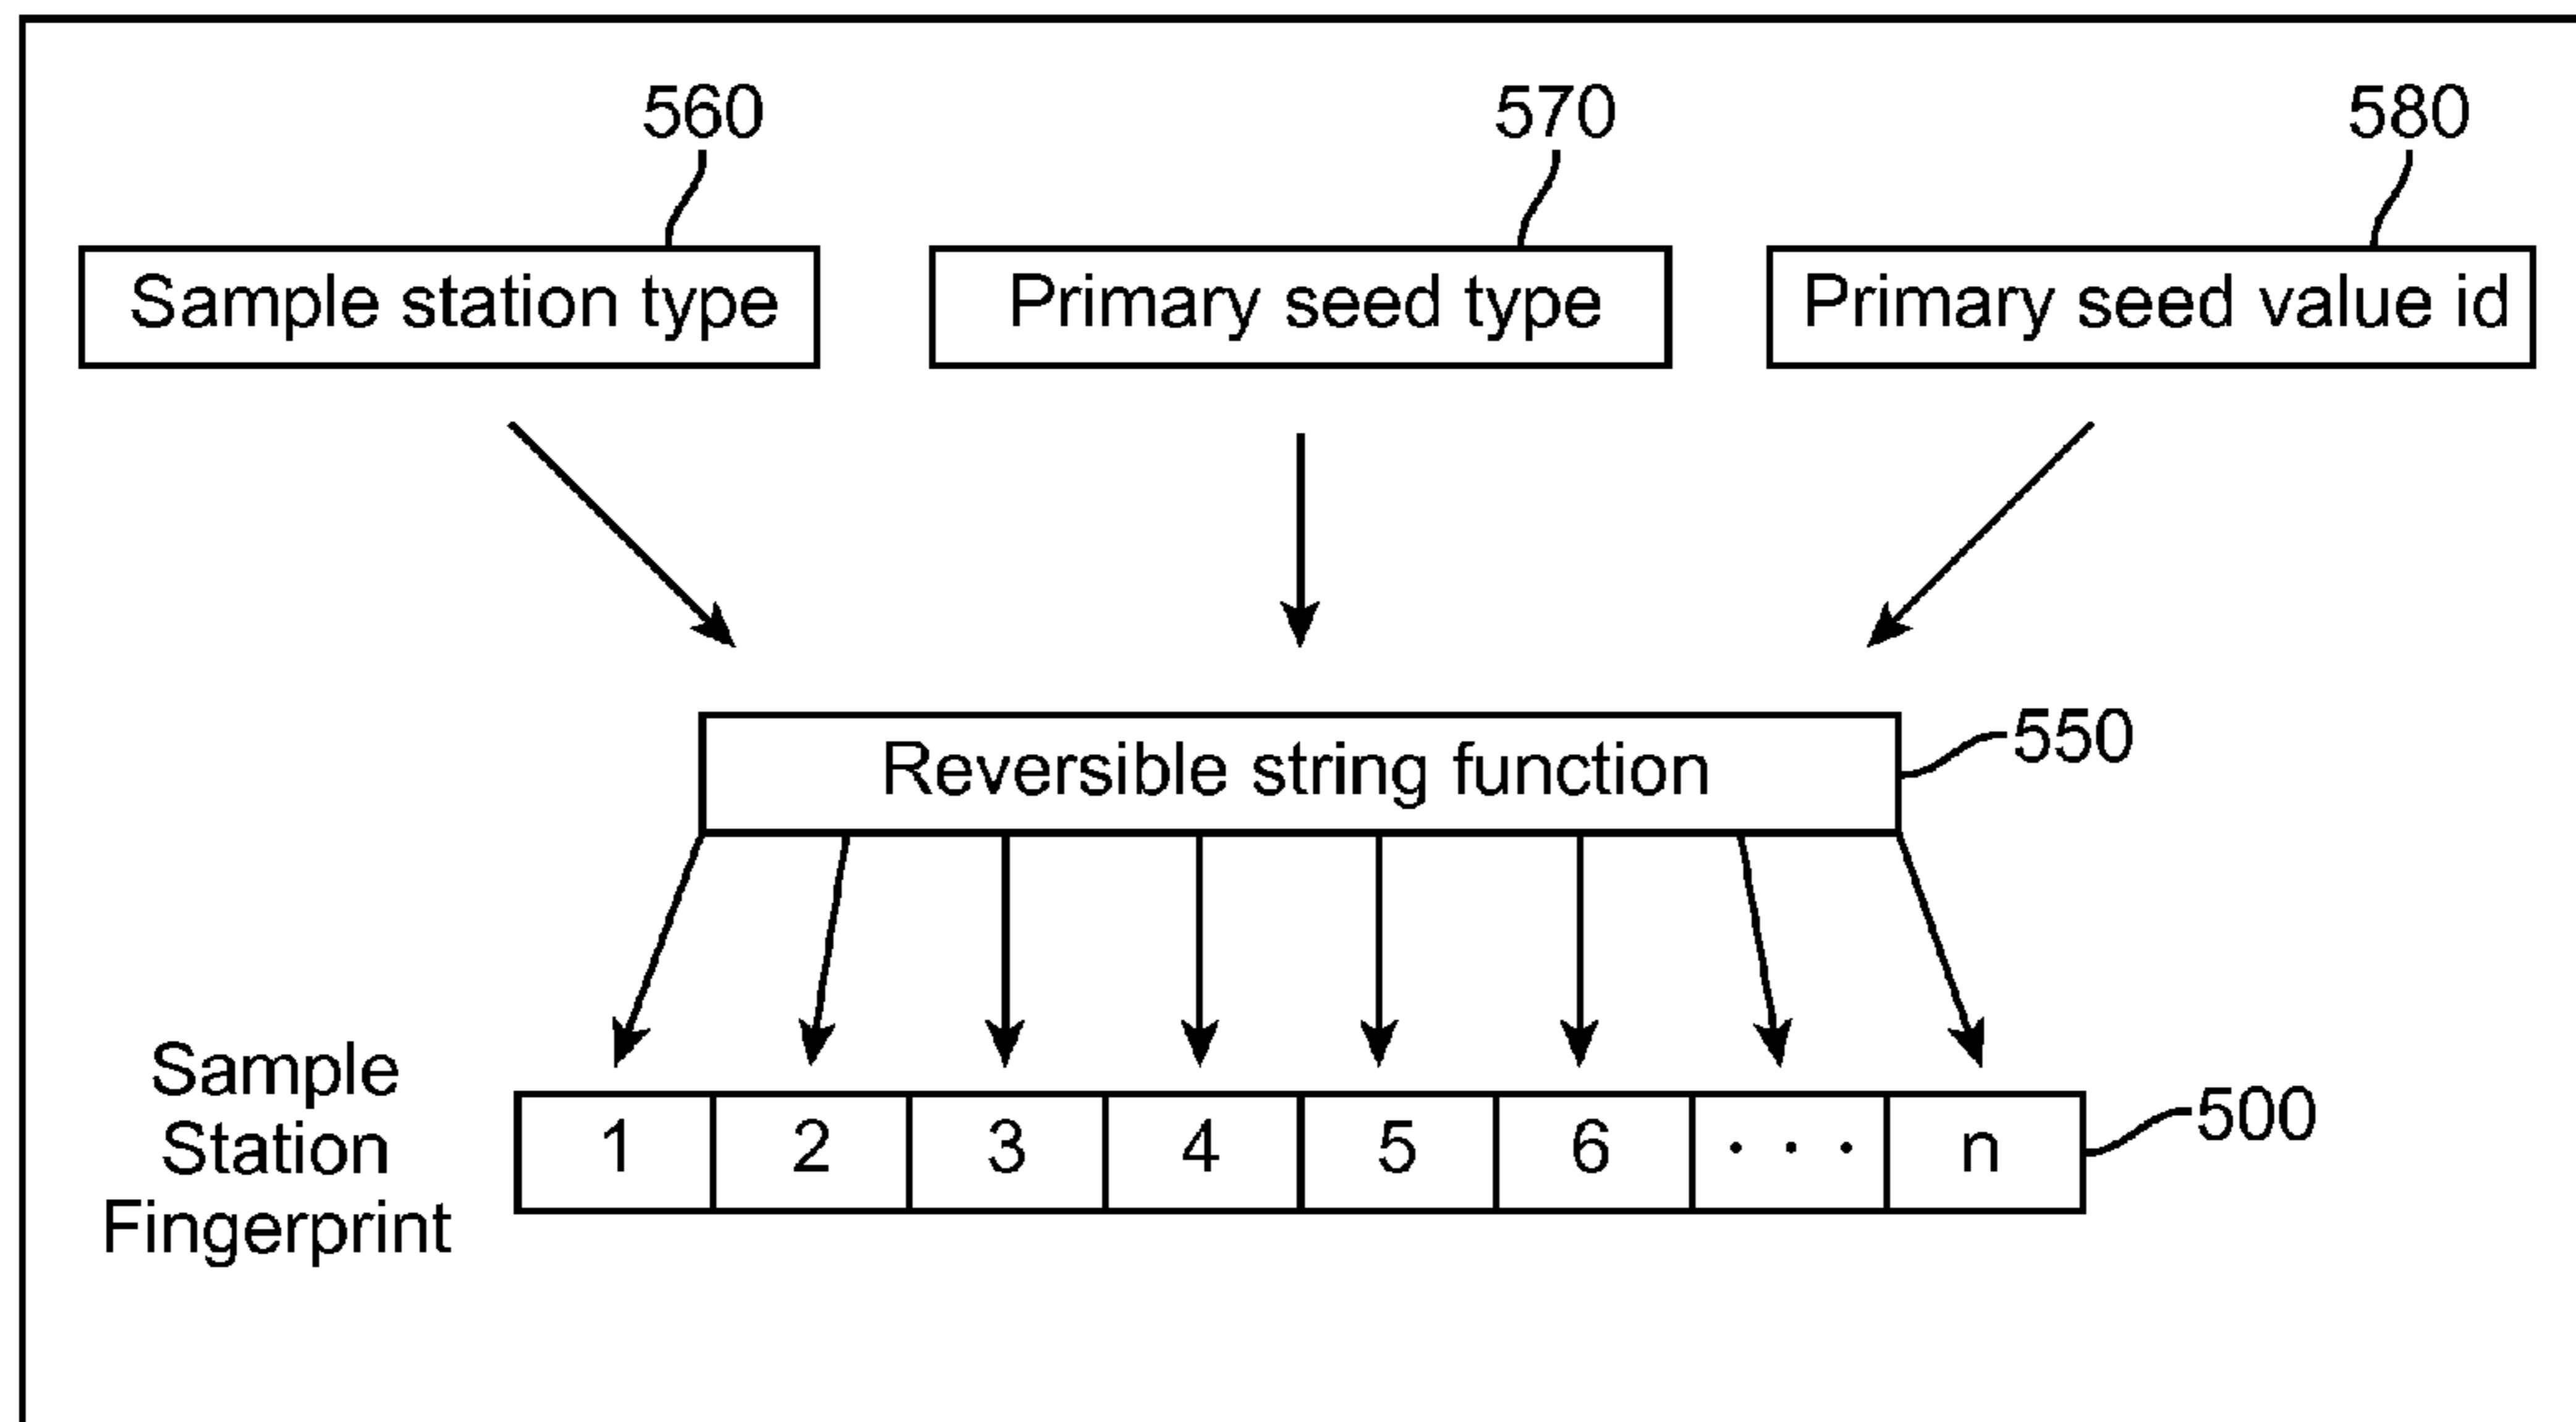 560 570 580
Sample station type Primary seed type Primary seed value id
Reversible string function 550
Sample
Station
Fingerprint
1 2 3 4 5 6 . . . n 500